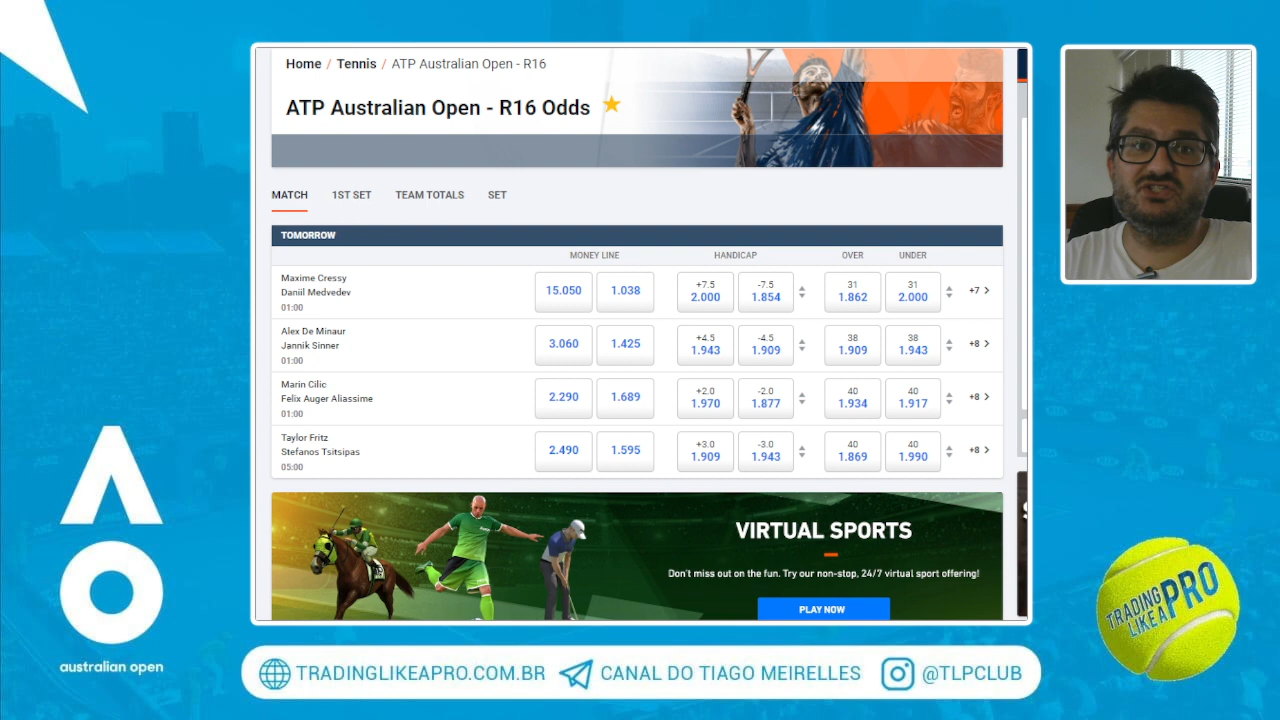 Home / Tennis / ATP Australian Open - R16
ATP Australian Open - R16 Odds
MATCH 1ST SET TEAM TOTALS SET
TOMORROW
MONEY LINE HANDICAP OVER UNDER
Maxime Cressy
Daniil Medvedev
01:00
15.050 1.038
+7.5 -7.5 31 31
2.000 1.854 1.862 2.000
+7
Alex De Minaur
Jannik Sinner
01:00
3.060 1.425
+4.5 -4.5 38 38
1.943 1.909 1.909 1.943
+8
Marin Cilic
Felix Auger Aliassime
01:00
2.290 1.689
+2.0 -2.0 40 40
1.970 1.877 1.934 1.917
+8
Taylor Fritz
Stefanos Tsitsipas
05:00
2.490 1.595
+3.0 -3.0 40 40
1.909 1.943 1.869 1.990
+8
VIRTUAL SPORTS
Don't miss out on the fun. Try our non-stop, 24/7 virtual sport offering!
PLAY NOW
AO
australian open
TRADING
LIKE A PRO
TRADINGLIKEAPRO.COM.BR CANAL DO TIAGO MEIRELLES @TLPCLUB